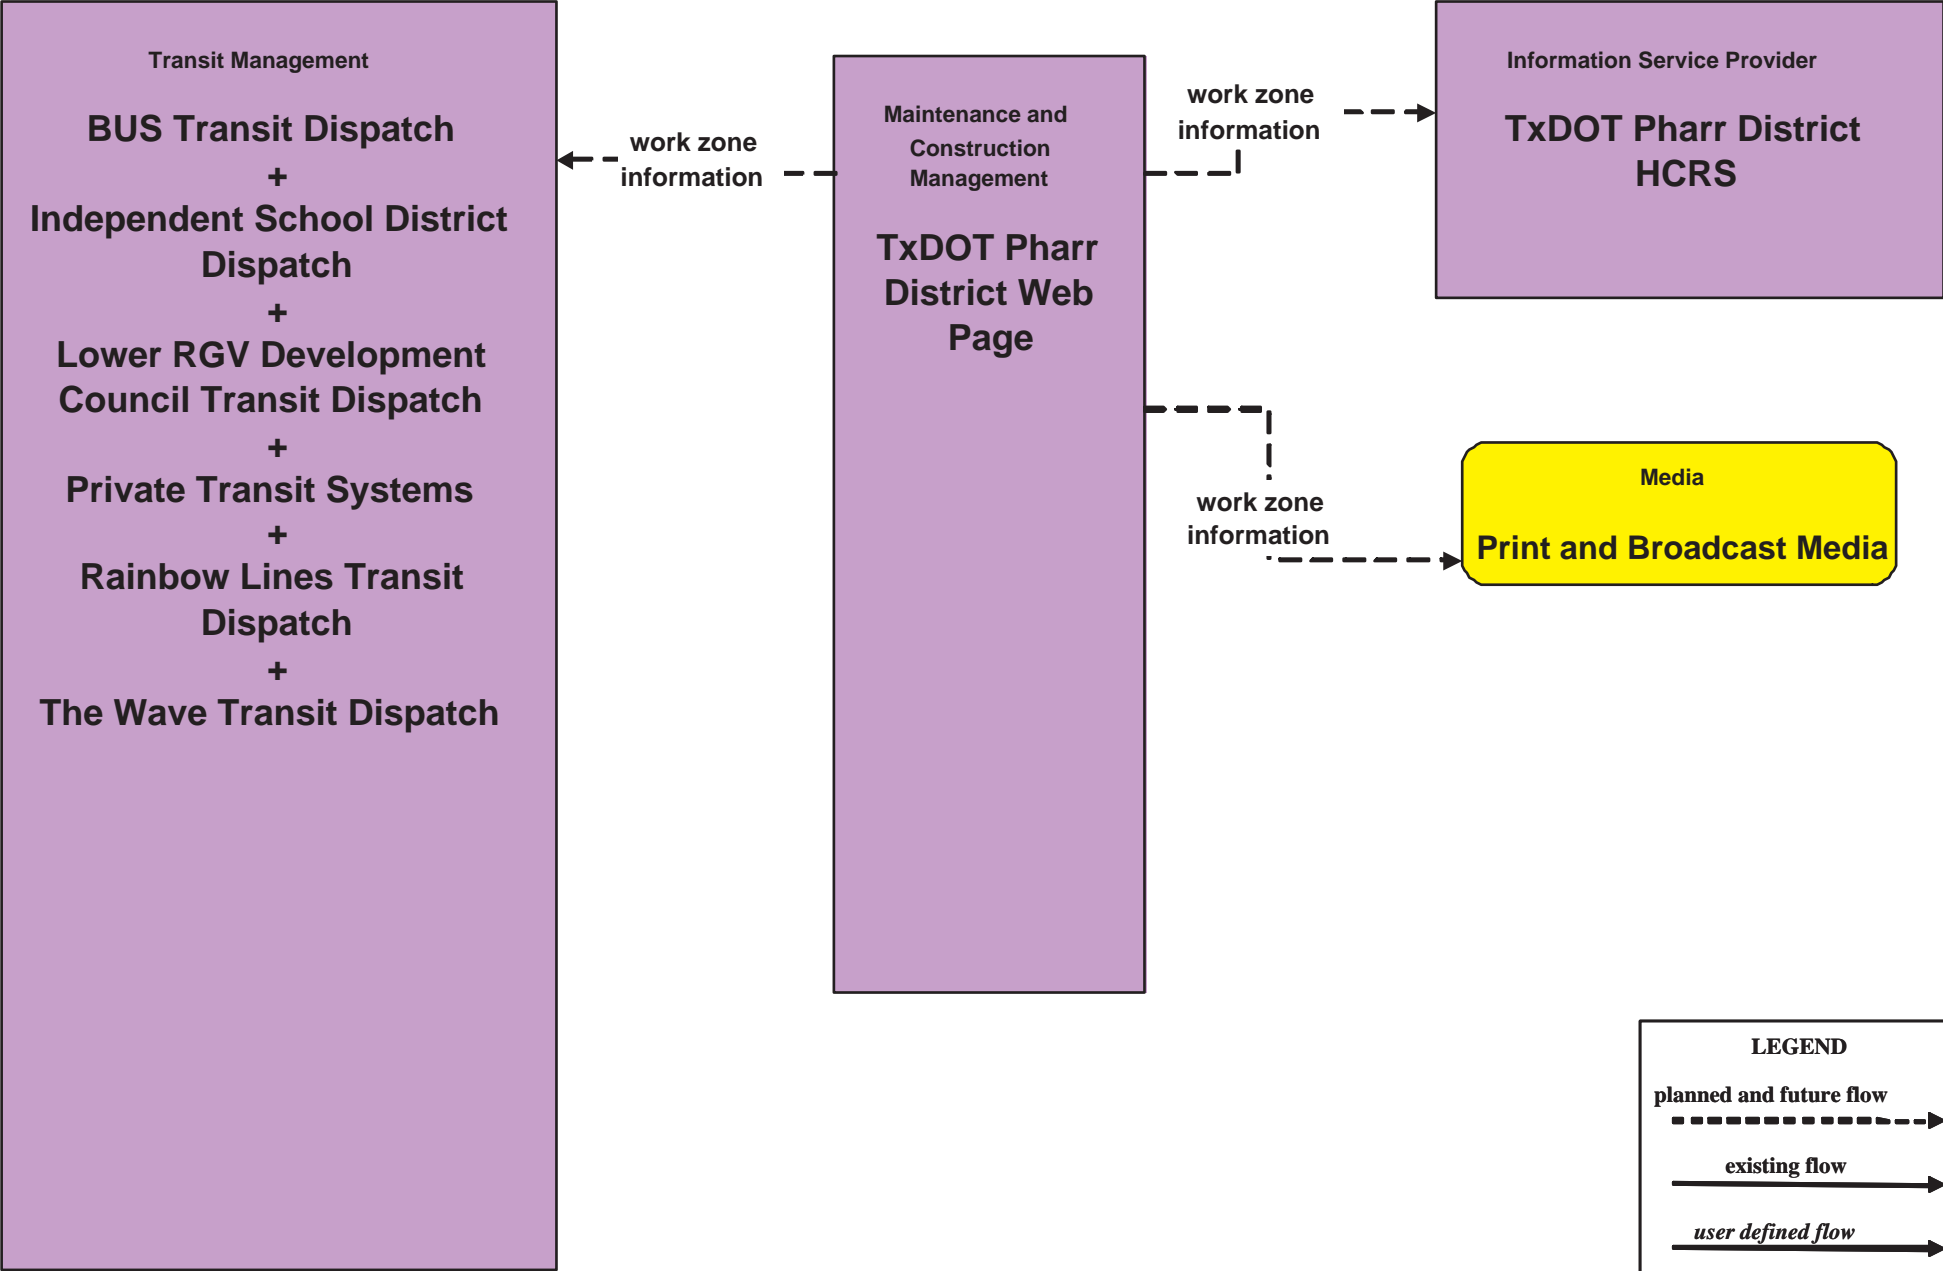 Transit Management
BUS Transit Dispatch
+
Independent School District
Dispatch
+
Lower RGV Development
Council Transit Dispatch
+
Private Transit Systems
+
Rainbow Lines Transit
Dispatch
+
The Wave Transit Dispatch
work zone
information
Maintenance and
Construction
Management
TxDOT Pharr
District Web
Page
work zone
information
Information Service Provider
TxDOT Pharr District
HCRS
work zone
information
Media
Print and Broadcast Media
LEGEND
planned and future flow
existing flow
user defined flow